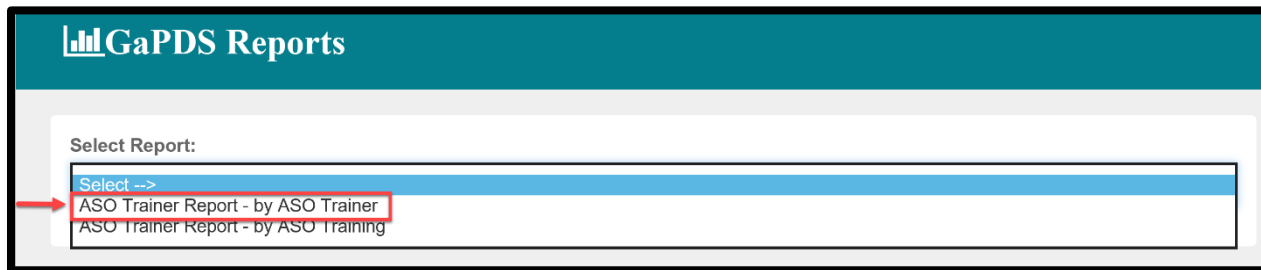 GaPDS Reports
Select Report:
Select -->
ASO Trainer Report - by ASO Trainer
ASO Trainer Report - by ASO Training